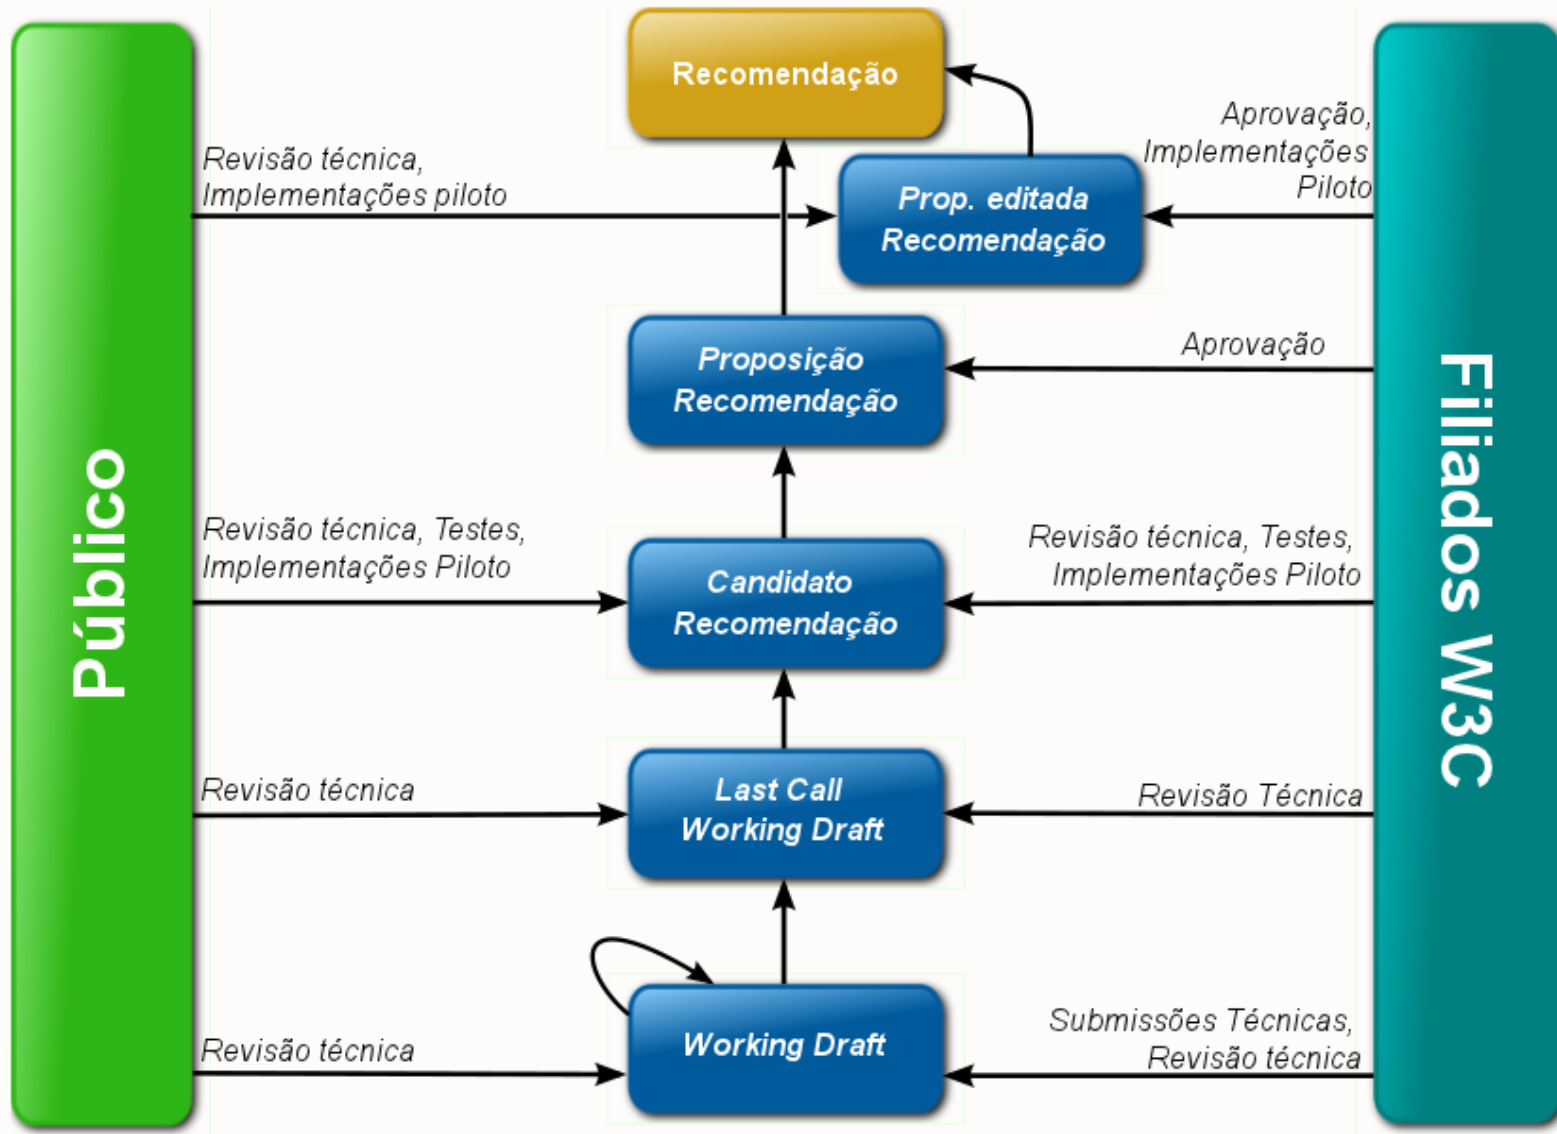 Público
Recomendação
Revisão técnica,
Implementações piloto
Prop. editada
Recomendação
Aprovação,
Implementações
Piloto
Proposição
Recomendação
Aprovação
Revisão técnica, Testes,
Implementações Piloto
Candidato
Recomendação
Revisão técnica, Testes,
Implementações Piloto
Revisão técnica
Last Call
Working Draft
Revisão Técnica
Revisão técnica
Working Draft
Submissões Técnicas,
Revisão técnica
Filiados W3C